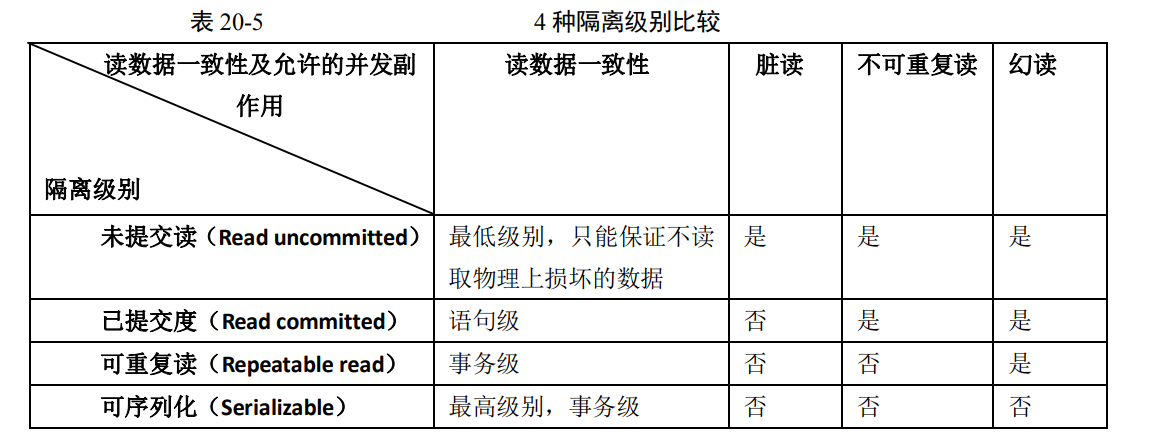 表 20-5 4 种隔离级别比较
读数据一致性及允许的并发副
作用
隔离级别
读数据一致性 脏读 不可重复读 幻读
未提交读（Read uncommitted） 最低级别，只能保证不读 是 是 是
取物理上损坏的数据
已提交度（Read committed） 语句级 否 是 是
可重复读（Repeatable read） 事务级 否 否 是
可序列化（Serializable） 最高级别，事务级 否 否 否